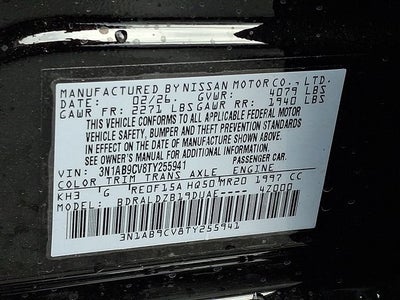 MANUFACTURED BY NISSAN MOTOR CO., LTD.
DATE: 02/26. GVWR: 4079 LBS
GAWR FR: 2271 LBS GAWR RR: 1940 LBS
THIS VEHICLE CONFORMS TO ALL APPLICABLE FEDERAL MOTOR
VEHICLE SAFETY, BUMPER, AND THEFT PREVENTION STANDARDS
IN EFFECT ON THE DATE OF MANUFACTURE SHOWN ABOVE.
SEE OWNER'S MANUAL FOR ADDITIONAL INFORMATION.
VIN: 3N1AB9CV8TY255941 PASSENGER CAR.
COLOR TRIM TRANS AXLE ENGINE
KH3 G RE0F15A HQ50 MR20 1997 CC
MODEL: BDRALDZB19DUAE----- 4Z000
3N1AB9CV8TY255941